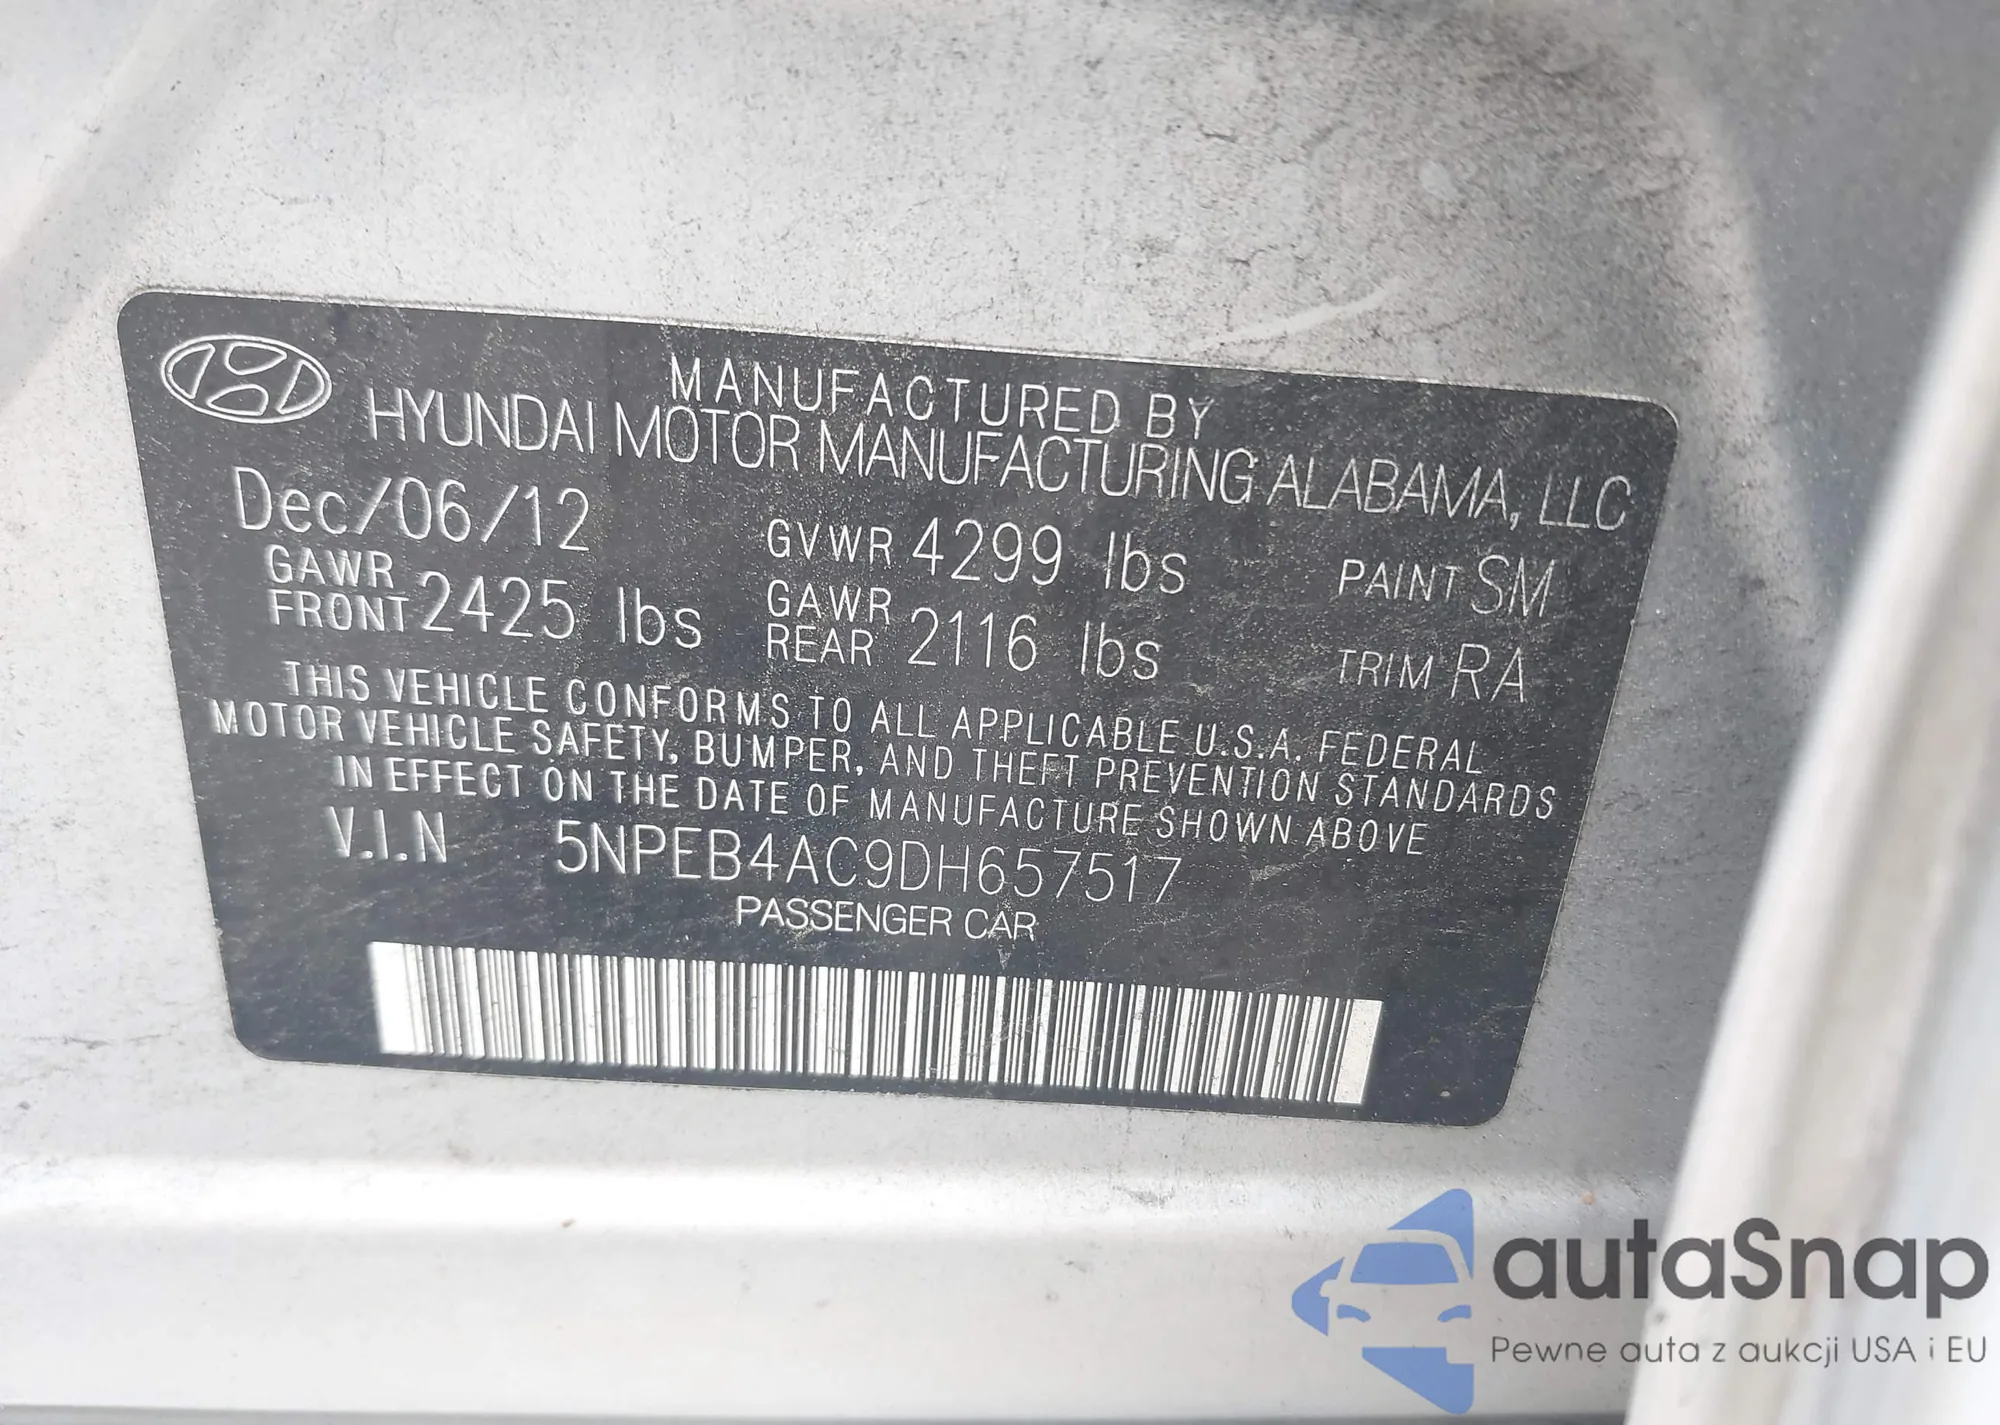 MANUFACTURED BY
HYUNDAI MOTOR MANUFACTURING ALABAMA, LLC
Dec/06/12 GVWR 4299 lbs PAINT SM
GAWR FRONT 2425 lbs GAWR REAR 2116 lbs TRIM RA
THIS VEHICLE CONFORMS TO ALL APPLICABLE U.S.A. FEDERAL
MOTOR VEHICLE SAFETY, BUMPER, AND THEFT PREVENTION STANDARDS
IN EFFECT ON THE DATE OF MANUFACTURE SHOWN ABOVE
V.I.N 5NPEB4AC9DH657517
PASSENGER CAR
autaSnap
Pewne auta z aukcji USA i EU